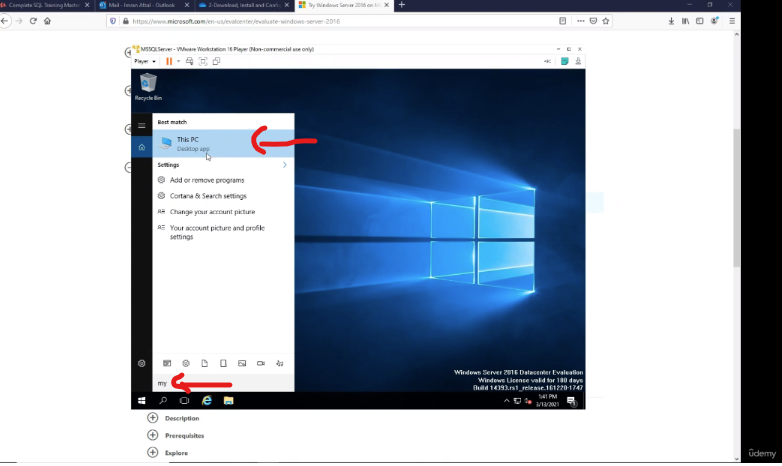 Complete SQL Training Master
Mail - Imran Afzal - Outlook
2-Download, Install and Confi
Try Windows Server 2016 on M
https://www.microsoft.com/en-us/evalcenter/evaluate-windows-server-2016
MSSQLServer - VMware Workstation 16 Player (Non-commercial use only)
Player
Recycle Bin
Best match
This PC
Desktop app
Settings
Add or remove programs
Cortana & Search settings
Change your account picture
Your account picture and profile
settings
my
Windows Server 2016 Datacenter Evaluation
Windows License valid for 180 days
Build 14393.rs1_release.161220-1747
1:41 PM
3/13/2021
Description
Prerequisites
Explore
udemy